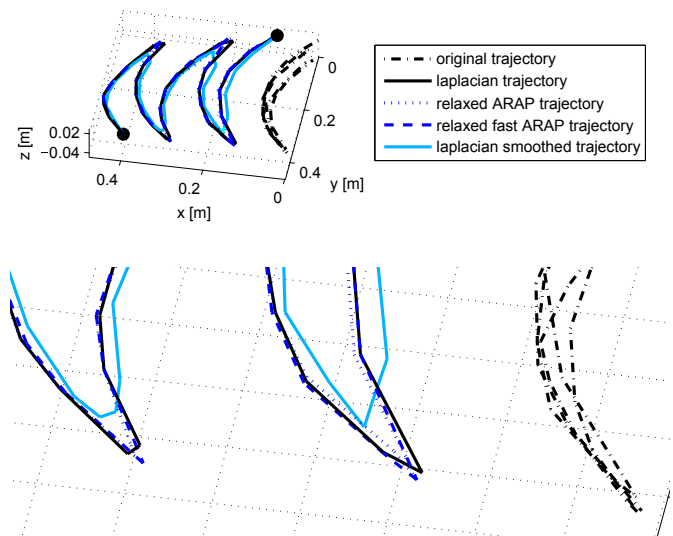 original trajectory
laplacian trajectory
relaxed ARAP trajectory
relaxed fast ARAP trajectory
laplacian smoothed trajectory
0
0.2
0.4
y [m]
0.02
−0.04
z [m]
0.4
0.2
0
x [m]